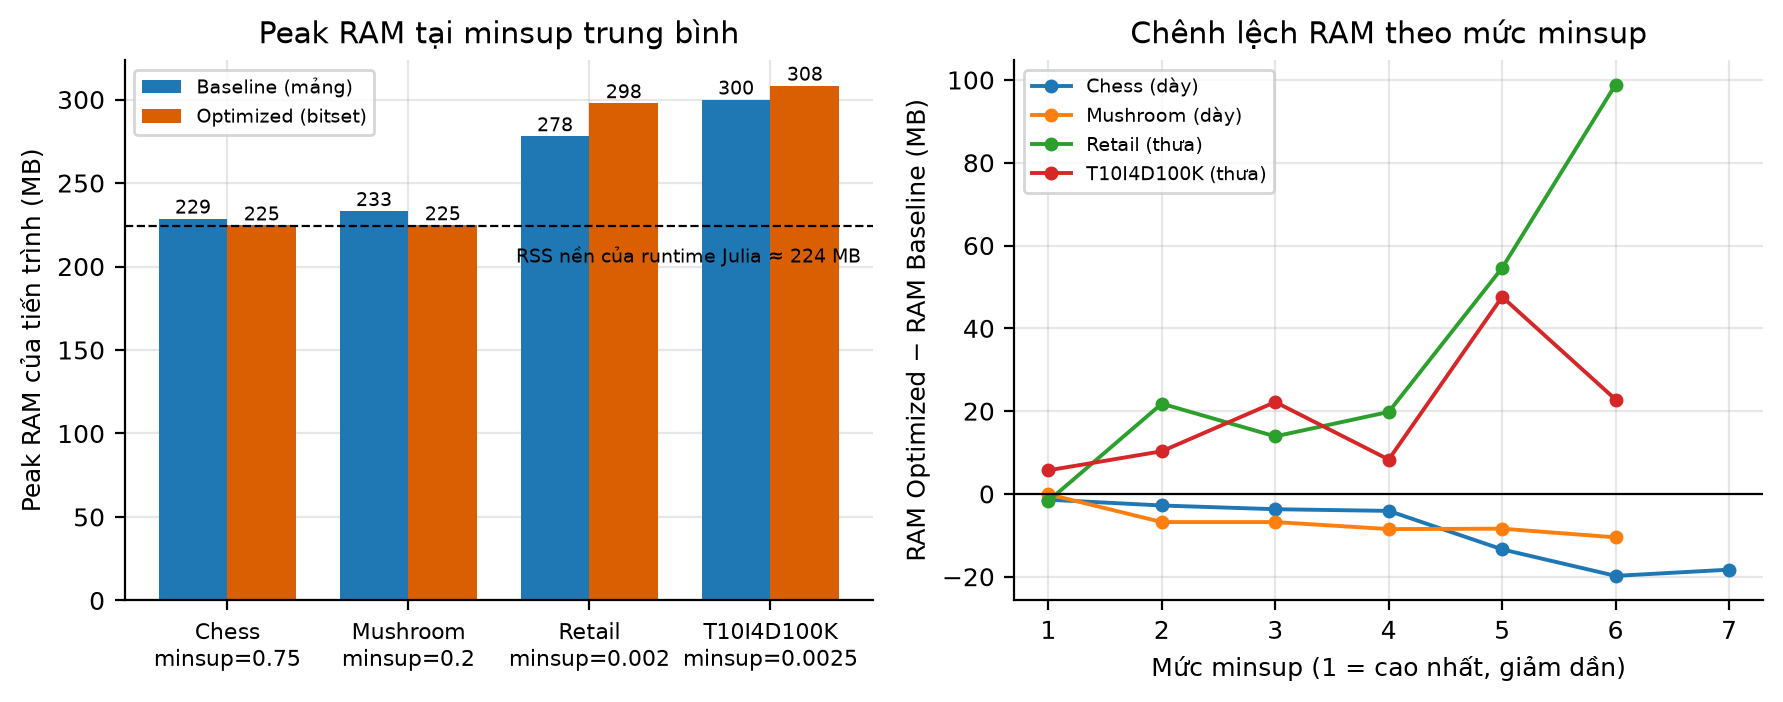 Peak RAM tại minsup trung bình
Baseline (mảng)
Optimized (bitset)
Peak RAM của tiến trình (MB)
300
250
200
150
100
50
0
229
225
233
225
278
298
300
308
RSS nền của runtime Julia ≈ 224 MB
Chess
minsup=0.75
Mushroom
minsup=0.2
Retail
minsup=0.002
T10I4D100K
minsup=0.0025
Chênh lệch RAM theo mức minsup
Chess (dày)
Mushroom (dày)
Retail (thưa)
T10I4D100K (thưa)
RAM Optimized − RAM Baseline (MB)
100
80
60
40
20
0
−20
1
2
3
4
5
6
7
Mức minsup (1 = cao nhất, giảm dần)